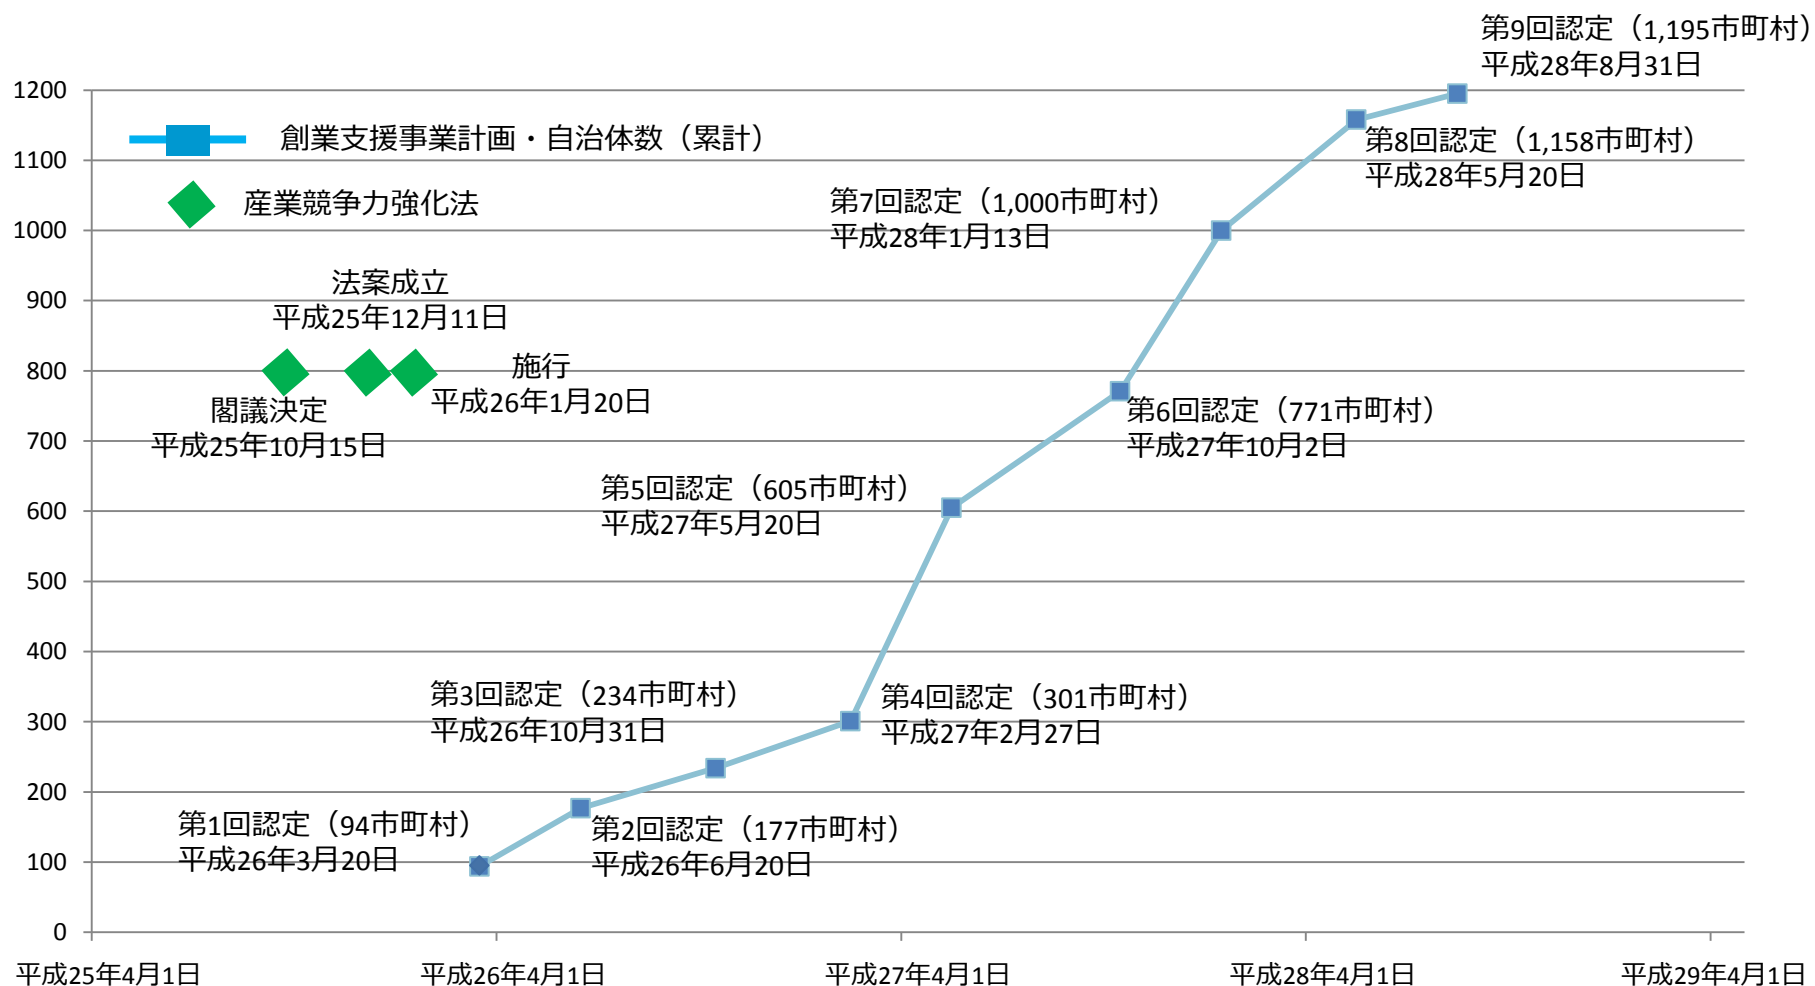 第9回認定（1,195市町村）
平成28年8月31日
1200
創業支援事業計画・自治体数（累計）
第8回認定（1,158市町村）
平成28年5月20日
1100
産業競争力強化法
第7回認定（1,000市町村）
平成28年1月13日
1000
法案成立
平成25年12月11日
900
800
施行
平成26年1月20日
閣議決定
平成25年10月15日
第6回認定（771市町村）
平成27年10月2日
700
第5回認定（605市町村）
平成27年5月20日
600
500
400
第3回認定（234市町村）
平成26年10月31日
第4回認定（301市町村）
平成27年2月27日
300
200
第1回認定（94市町村）
平成26年3月20日
第2回認定（177市町村）
平成26年6月20日
100
0
平成25年4月1日
平成26年4月1日
平成27年4月1日
平成28年4月1日
平成29年4月1日